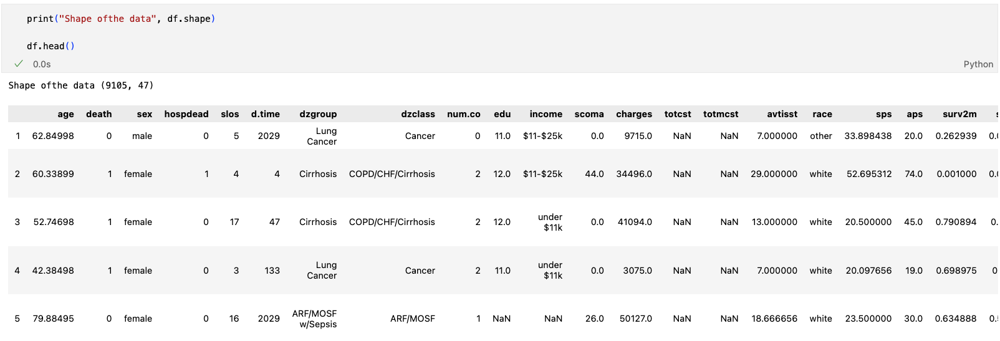 print("Shape ofthe data", df.shape)
df.head()
0.0s
Python
Shape ofthe data (9105, 47)
age death sex hospdead slos d.time dzgroup dzclass num.co edu income scoma charges totcst totmcst avtisst race sps aps surv2m
1 62.84998 0 male 0 5 2029 Lung Cancer Cancer 0 11.0 $11-$25k 0.0 9715.0 NaN NaN 7.000000 other 33.898438 20.0 0.262939
2 60.33899 1 female 1 4 4 Cirrhosis COPD/CHF/Cirrhosis 2 12.0 $11-$25k 44.0 34496.0 NaN NaN 29.000000 white 52.695312 74.0 0.001000
3 52.74698 1 female 0 17 47 Cirrhosis COPD/CHF/Cirrhosis 2 12.0 under $11k 0.0 41094.0 NaN NaN 13.000000 white 20.500000 45.0 0.790894
4 42.38498 1 female 0 3 133 Lung Cancer Cancer 2 11.0 under $11k 0.0 3075.0 NaN NaN 7.000000 white 20.097656 19.0 0.698975
5 79.88495 0 female 0 16 2029 ARF/MOSF w/Sepsis ARF/MOSF 1 NaN NaN 26.0 50127.0 NaN NaN 18.666656 white 23.500000 30.0 0.634888